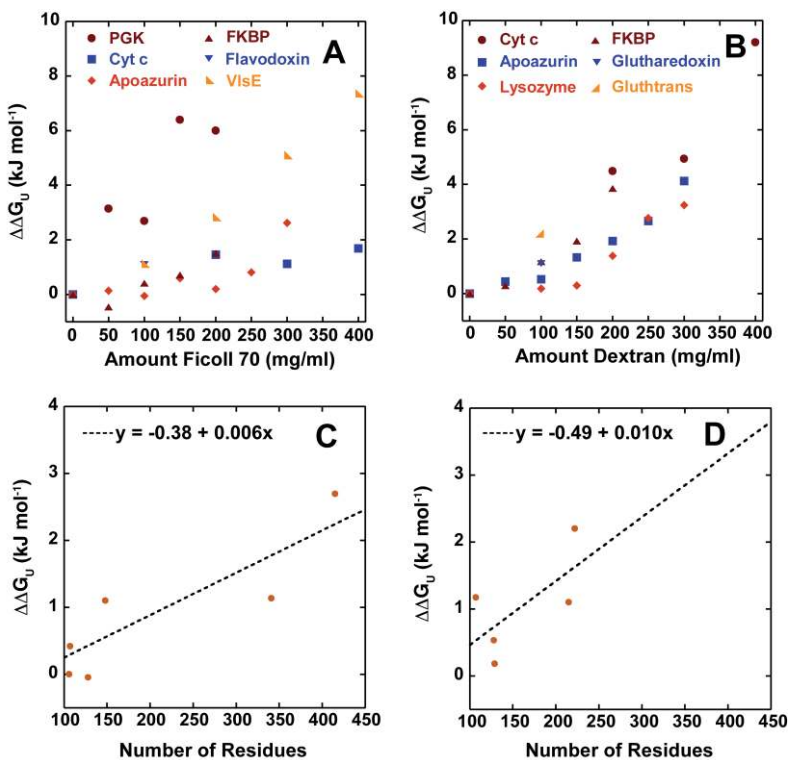 A
PGK
FKBP
Cyt c
Flavodoxin
Apoazurin
VlsE
10
8
6
4
2
0
ΔΔG_U (kJ mol⁻¹)
0 50 100 150 200 250 300 350 400
Amount Ficoll 70 (mg/ml)
B
Cyt c
FKBP
Apoazurin
Glutharedoxin
Lysozyme
Gluthtrans
10
8
6
4
2
0
ΔΔG_U (kJ mol⁻¹)
0 50 100 150 200 250 300 350 400
Amount Dextran (mg/ml)
C
y = -0.38 + 0.006x
4
3
2
1
0
ΔΔG_U (kJ mol⁻¹)
100 150 200 250 300 350 400 450
Number of Residues
D
y = -0.49 + 0.010x
4
3
2
1
0
ΔΔG_U (kJ mol⁻¹)
100 150 200 250 300 350 400 450
Number of Residues